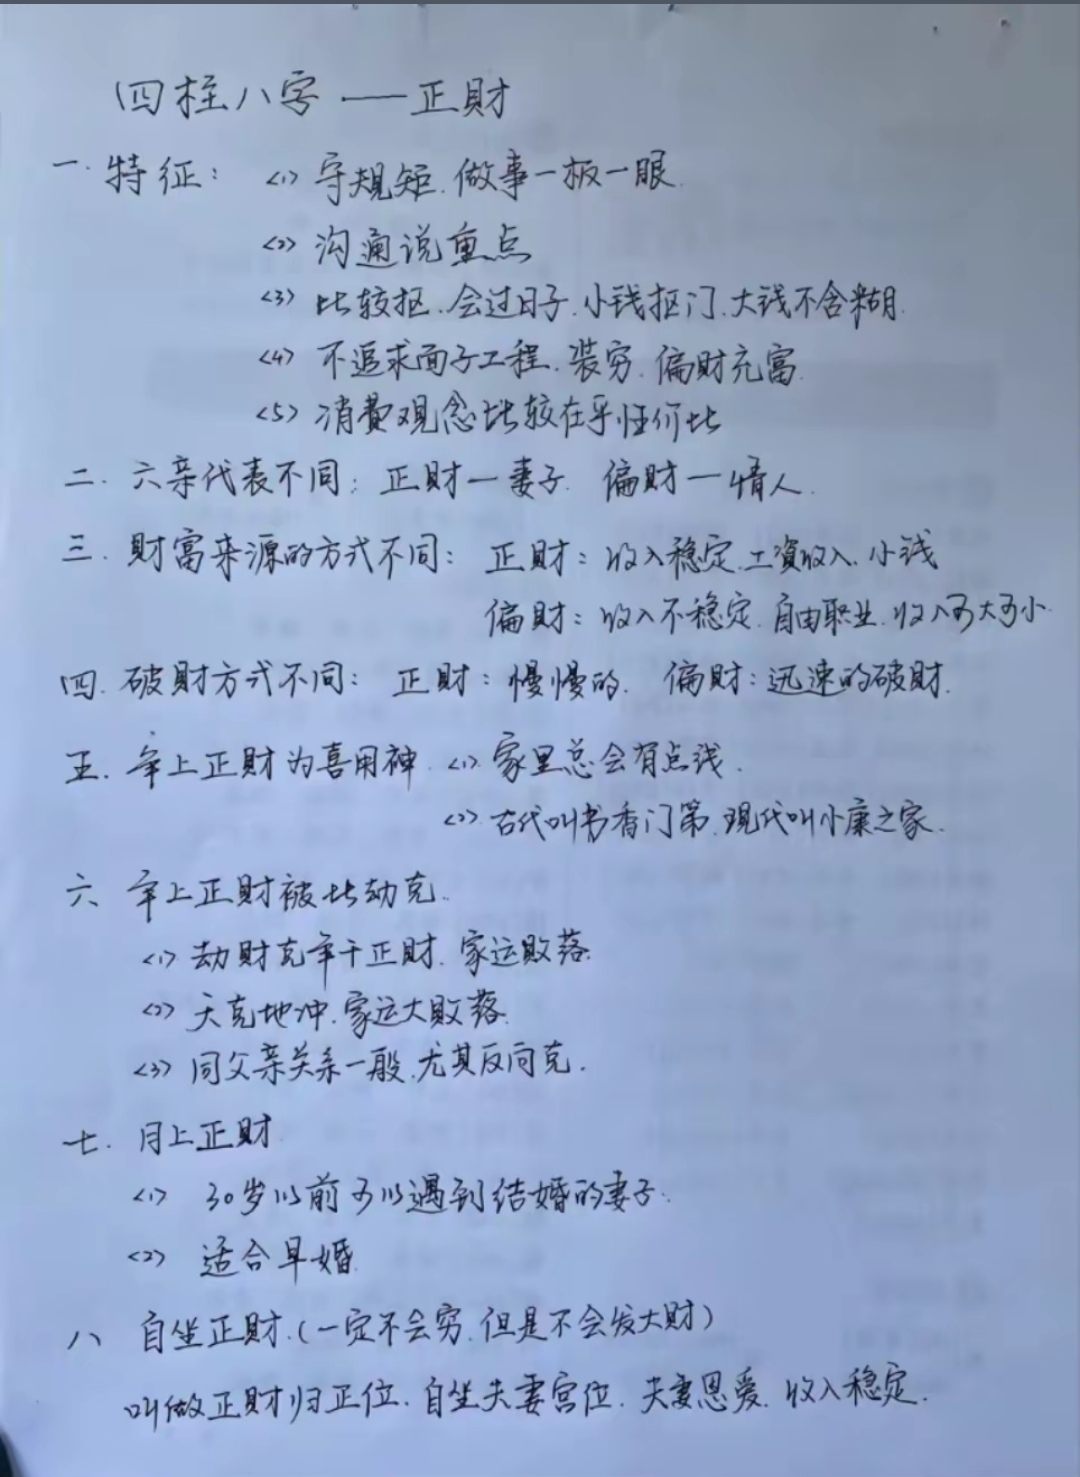 四柱八字——正財
一.特征：<1>守规矩.做事一板一眼.
<2>沟通说重点
<3>比较抠.会过日子.小钱抠门.大钱不含糊.
<4>不追求面子工程.装穷.偏財充富.
<5>消費观念比较在乎性价比
二.六亲代表不同：正財一妻子.偏財一情人.
三.財富来源的方式不同：正財：收入稳定.工資收入.小钱
偏財：收入不稳定.自由职业.收入可大可小.
四.破財方式不同：正財：慢慢的.偏財：迅速的破財.
五.年上正財为喜用神.<1>.家里总会有点钱.
<2>.古代叫书香门第.现代叫小康之家.
六 年上正財被比劫克.
<1>劫財克年干正財.家运败落.
<2>天克地冲.家运大败落.
<3>同父亲关系一般.尤其反向克.
七.月上正財.
<1> 30岁以前可以遇到结婚的妻子.
<2> 适合早婚.
八 自坐正財.(一定不会穷.但是不会发大財)
叫做正財归正位.自坐夫妻宫位.夫妻恩爱.收入稳定.